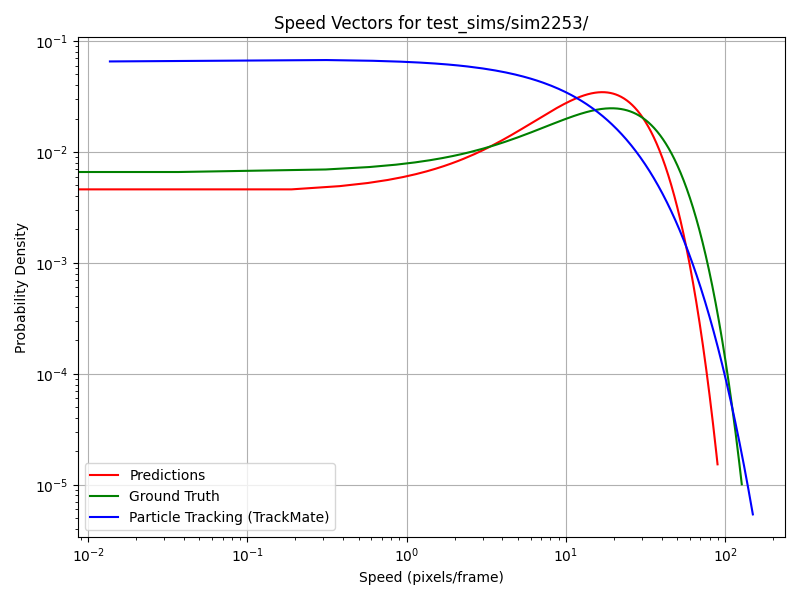 Speed Vectors for test_sims/sim2253/
Probability Density
10⁻¹
10⁻²
10⁻³
10⁻⁴
10⁻⁵
Predictions
Ground Truth
Particle Tracking (TrackMate)
10⁻² 10⁻¹ 10⁰ 10¹ 10²
Speed (pixels/frame)